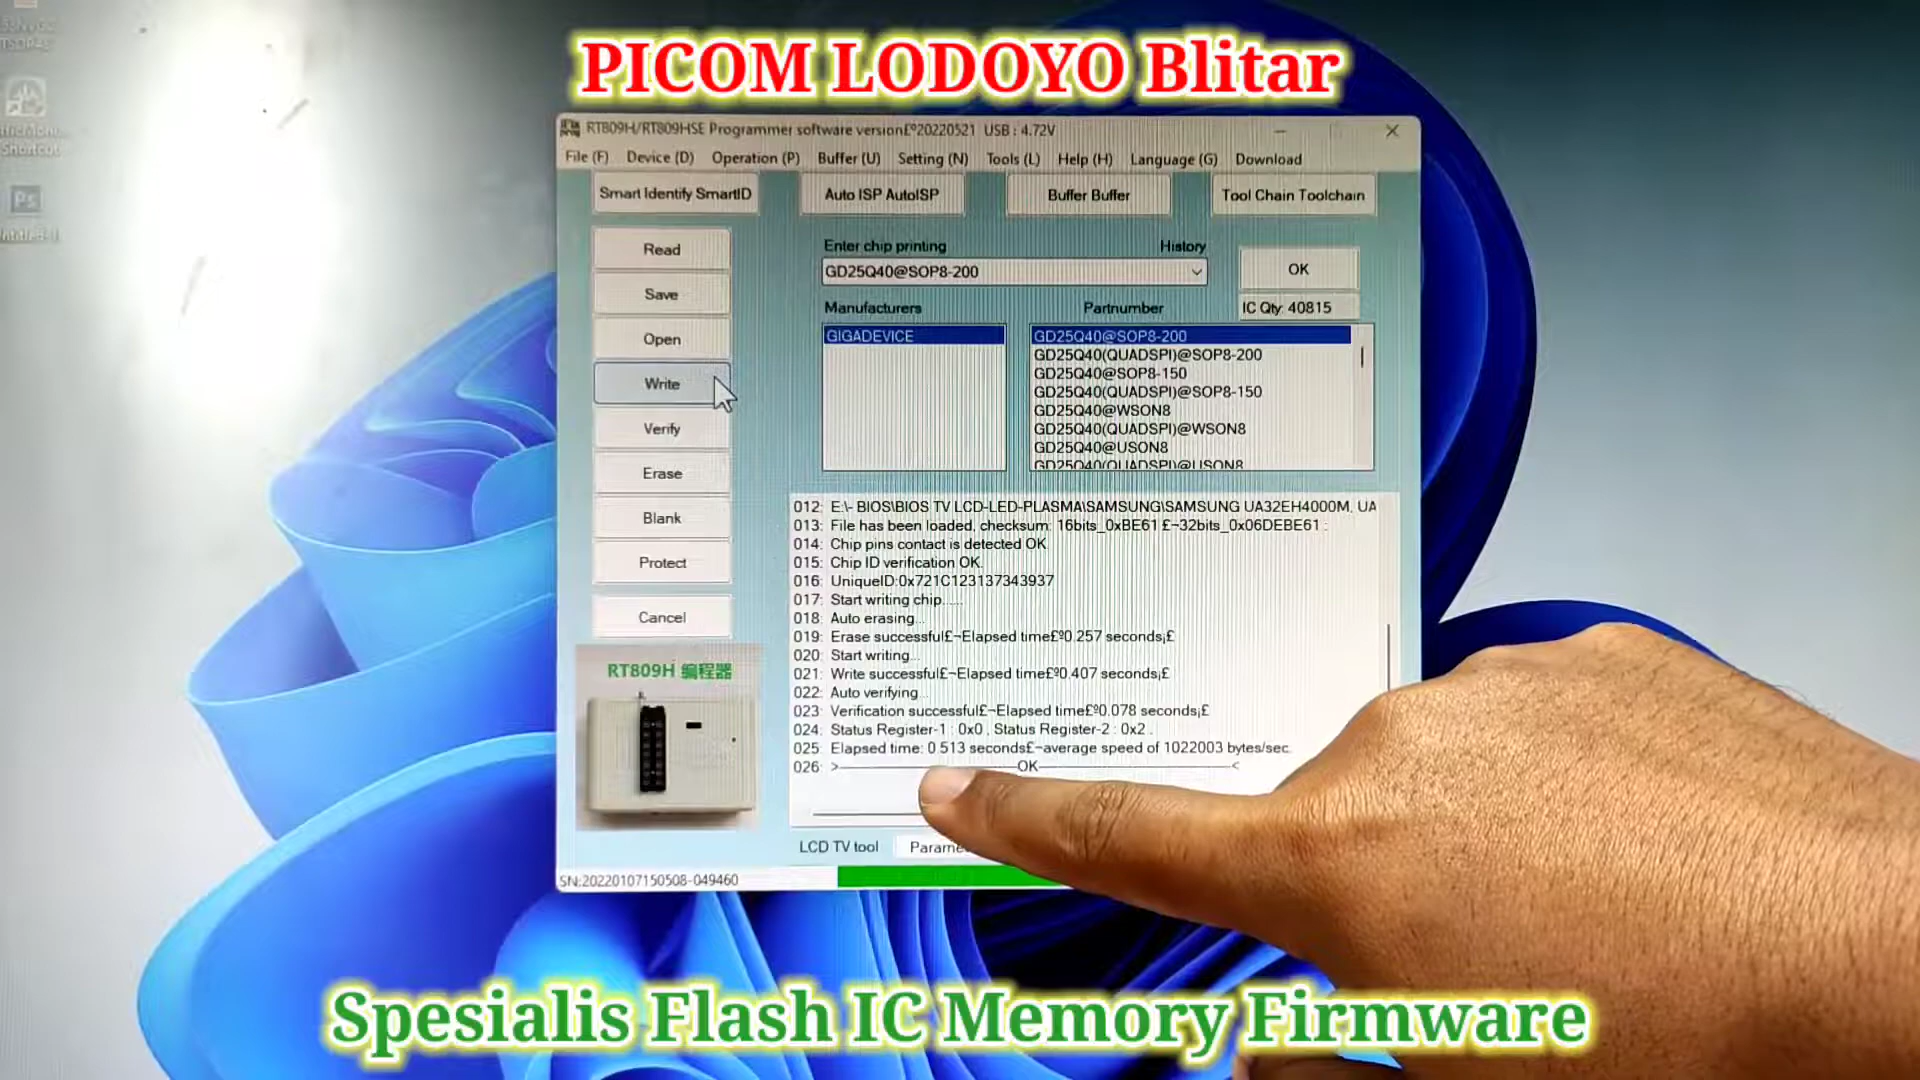 PICOM LODOYO Blitar
RT809H/RT809HSE Programmer software version£º20220521 USB : 4.72V
File (F) Device (D) Operation (P) Buffer (U) Setting (N) Tools (L) Help (H) Language (G) Download
Smart Identify SmartID Auto ISP AutoISP Buffer Buffer Tool Chain Toolchain
Read
Save
Open
Write
Verify
Erase
Blank
Protect
Cancel
Enter chip printing History
GD25Q40@SOP8-200 OK
Manufacturers Partnumber IC Qty: 40815
GIGADEVICE
GD25Q40@SOP8-200
GD25Q40(QUADSPI)@SOP8-200
GD25Q40@SOP8-150
GD25Q40(QUADSPI)@SOP8-150
GD25Q40@WSON8
GD25Q40(QUADSPI)@WSON8
GD25Q40@USON8
GD25Q40(QUADSPI)@USON8
012: E:\- BIOS\BIOS TV LCD-LED-PLASMA\SAMSUNG\SAMSUNG UA32EH4000M, UA
013: File has been loaded, checksum: 16bits_0xBE61 £¬32bits_0x06DEBE61 :
014: Chip pins contact is detected OK
015: Chip ID verification OK.
016: UniqueID:0x721C123137343937
017: Start writing chip......
018: Auto erasing...
019: Erase successful£¬Elapsed time£º0.257 seconds¡£
020: Start writing...
021: Write successful£¬Elapsed time£º0.407 seconds¡£
022: Auto verifying...
023: Verification successful£¬Elapsed time£º0.078 seconds¡£
024: Status Register-1 : 0x0 , Status Register-2 : 0x2 .
025: Elapsed time: 0.513 seconds£¬average speed of 1022003 bytes/sec.
026: >——————OK——————<
RT809H 编程器
LCD TV tool
SN:20220107150508-049460
Ps
Spesialis Flash IC Memory Firmware